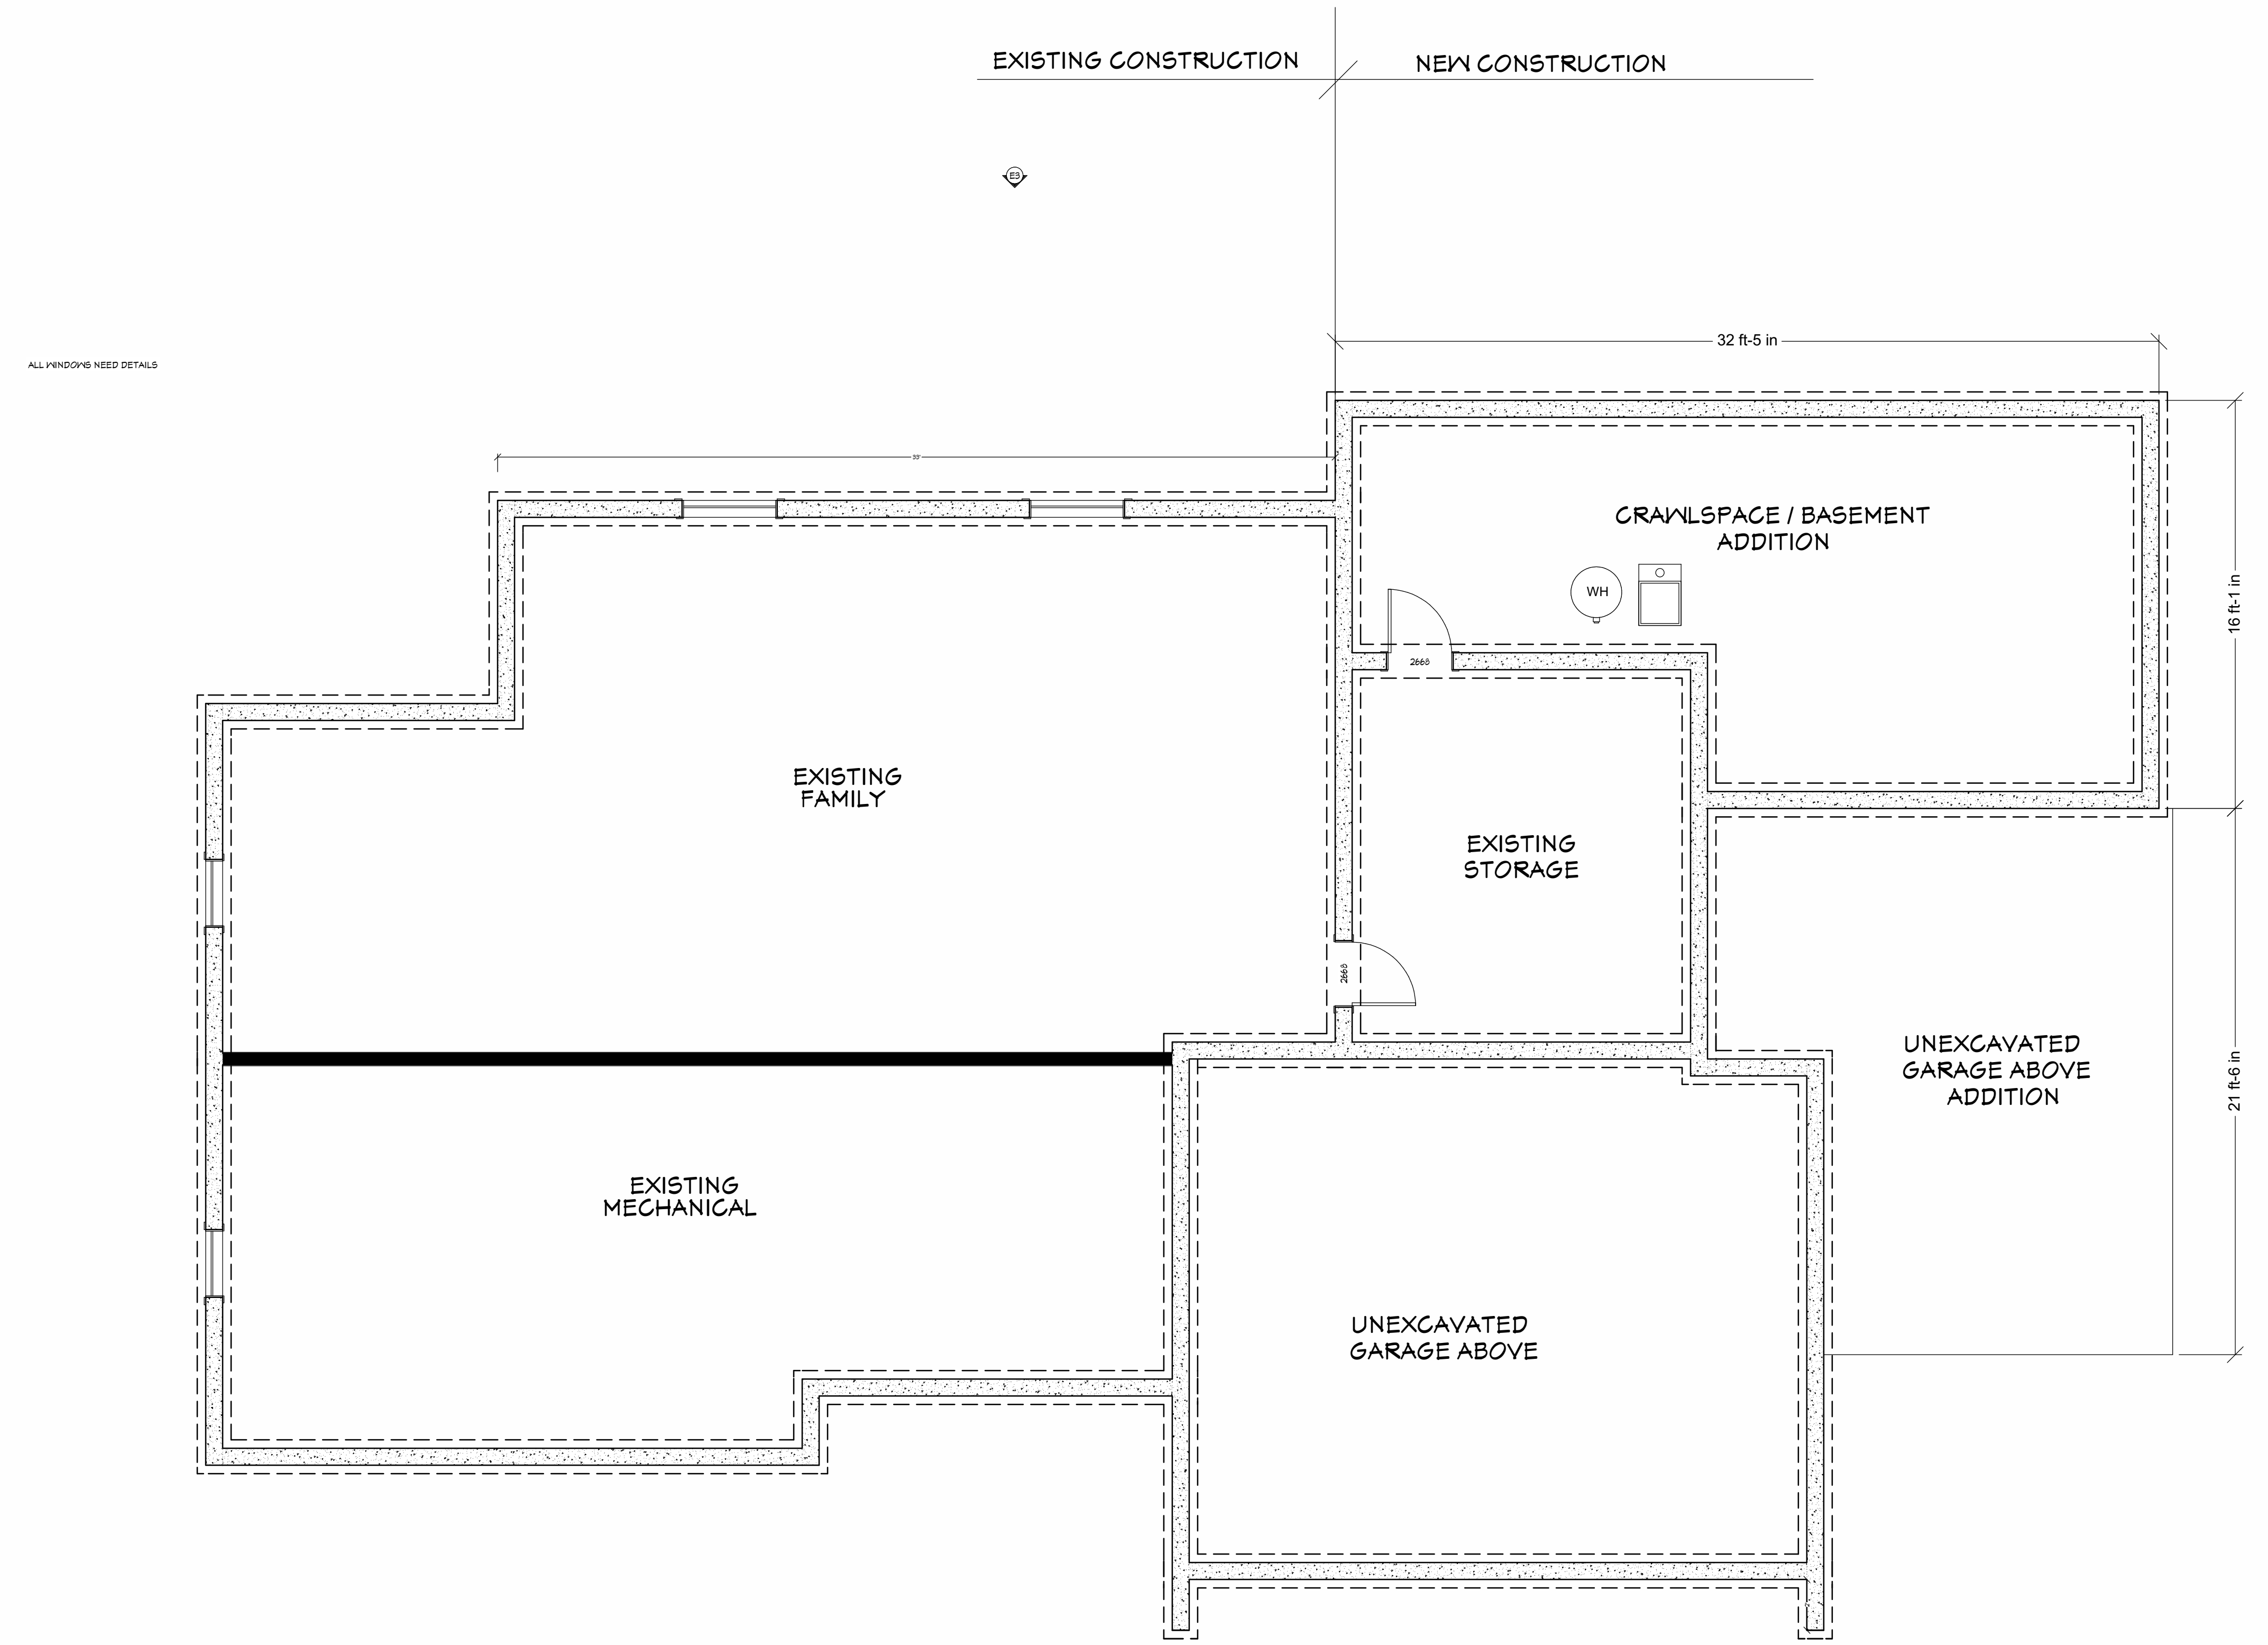 EXISTING CONSTRUCTION
NEW CONSTRUCTION
E3
32 ft-5 in
ALL WINDOWS NEED DETAILS
33'
CRAWLSPACE / BASEMENT
ADDITION
WH
16 ft-1 in
2668
EXISTING
FAMILY
EXISTING
STORAGE
2668
UNEXCAVATED
GARAGE ABOVE
ADDITION
21 ft-6 in
EXISTING
MECHANICAL
UNEXCAVATED
GARAGE ABOVE